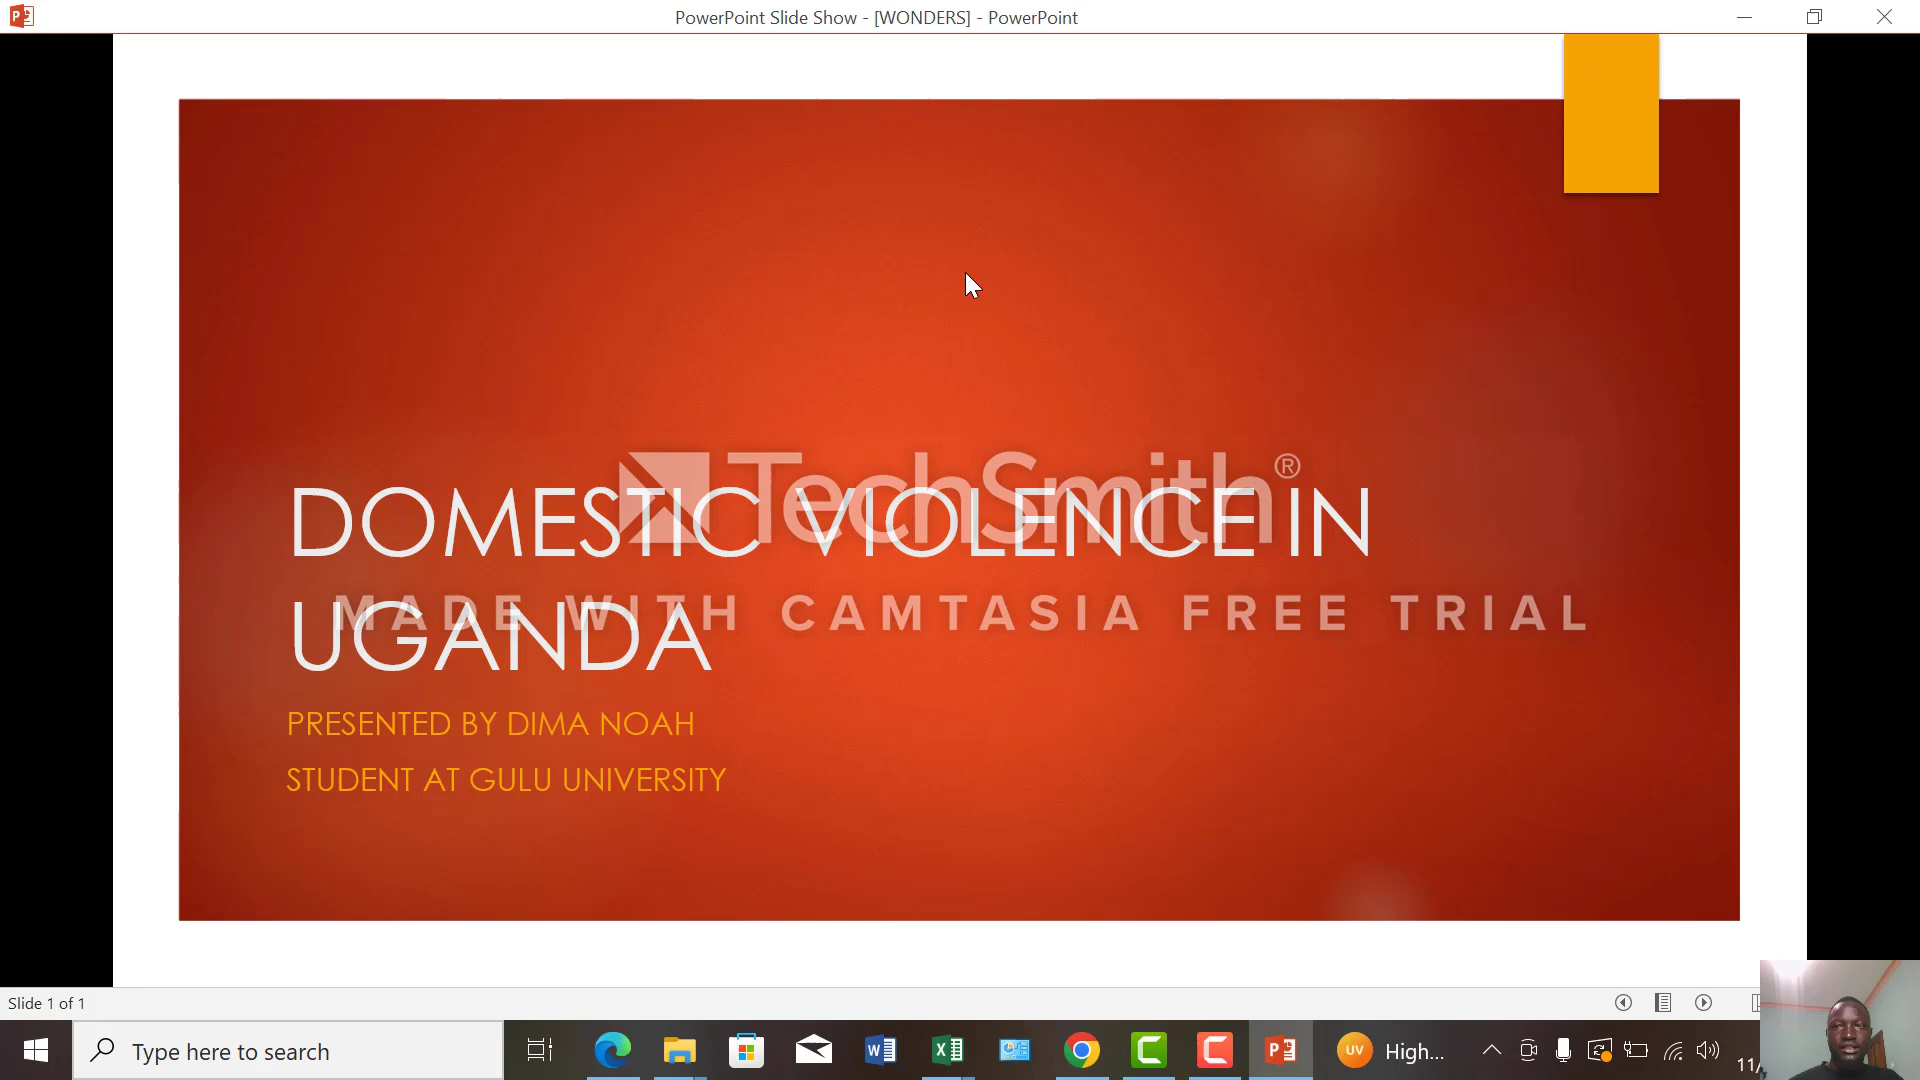 PowerPoint Slide Show - [WONDERS] - PowerPoint
TechSmith®
DOMESTIC VIOLENCE IN
MADE WITH CAMTASIA FREE TRIAL
UGANDA
PRESENTED BY DIMA NOAH
STUDENT AT GULU UNIVERSITY
Slide 1 of 1
Type here to search
UV
High...
11/